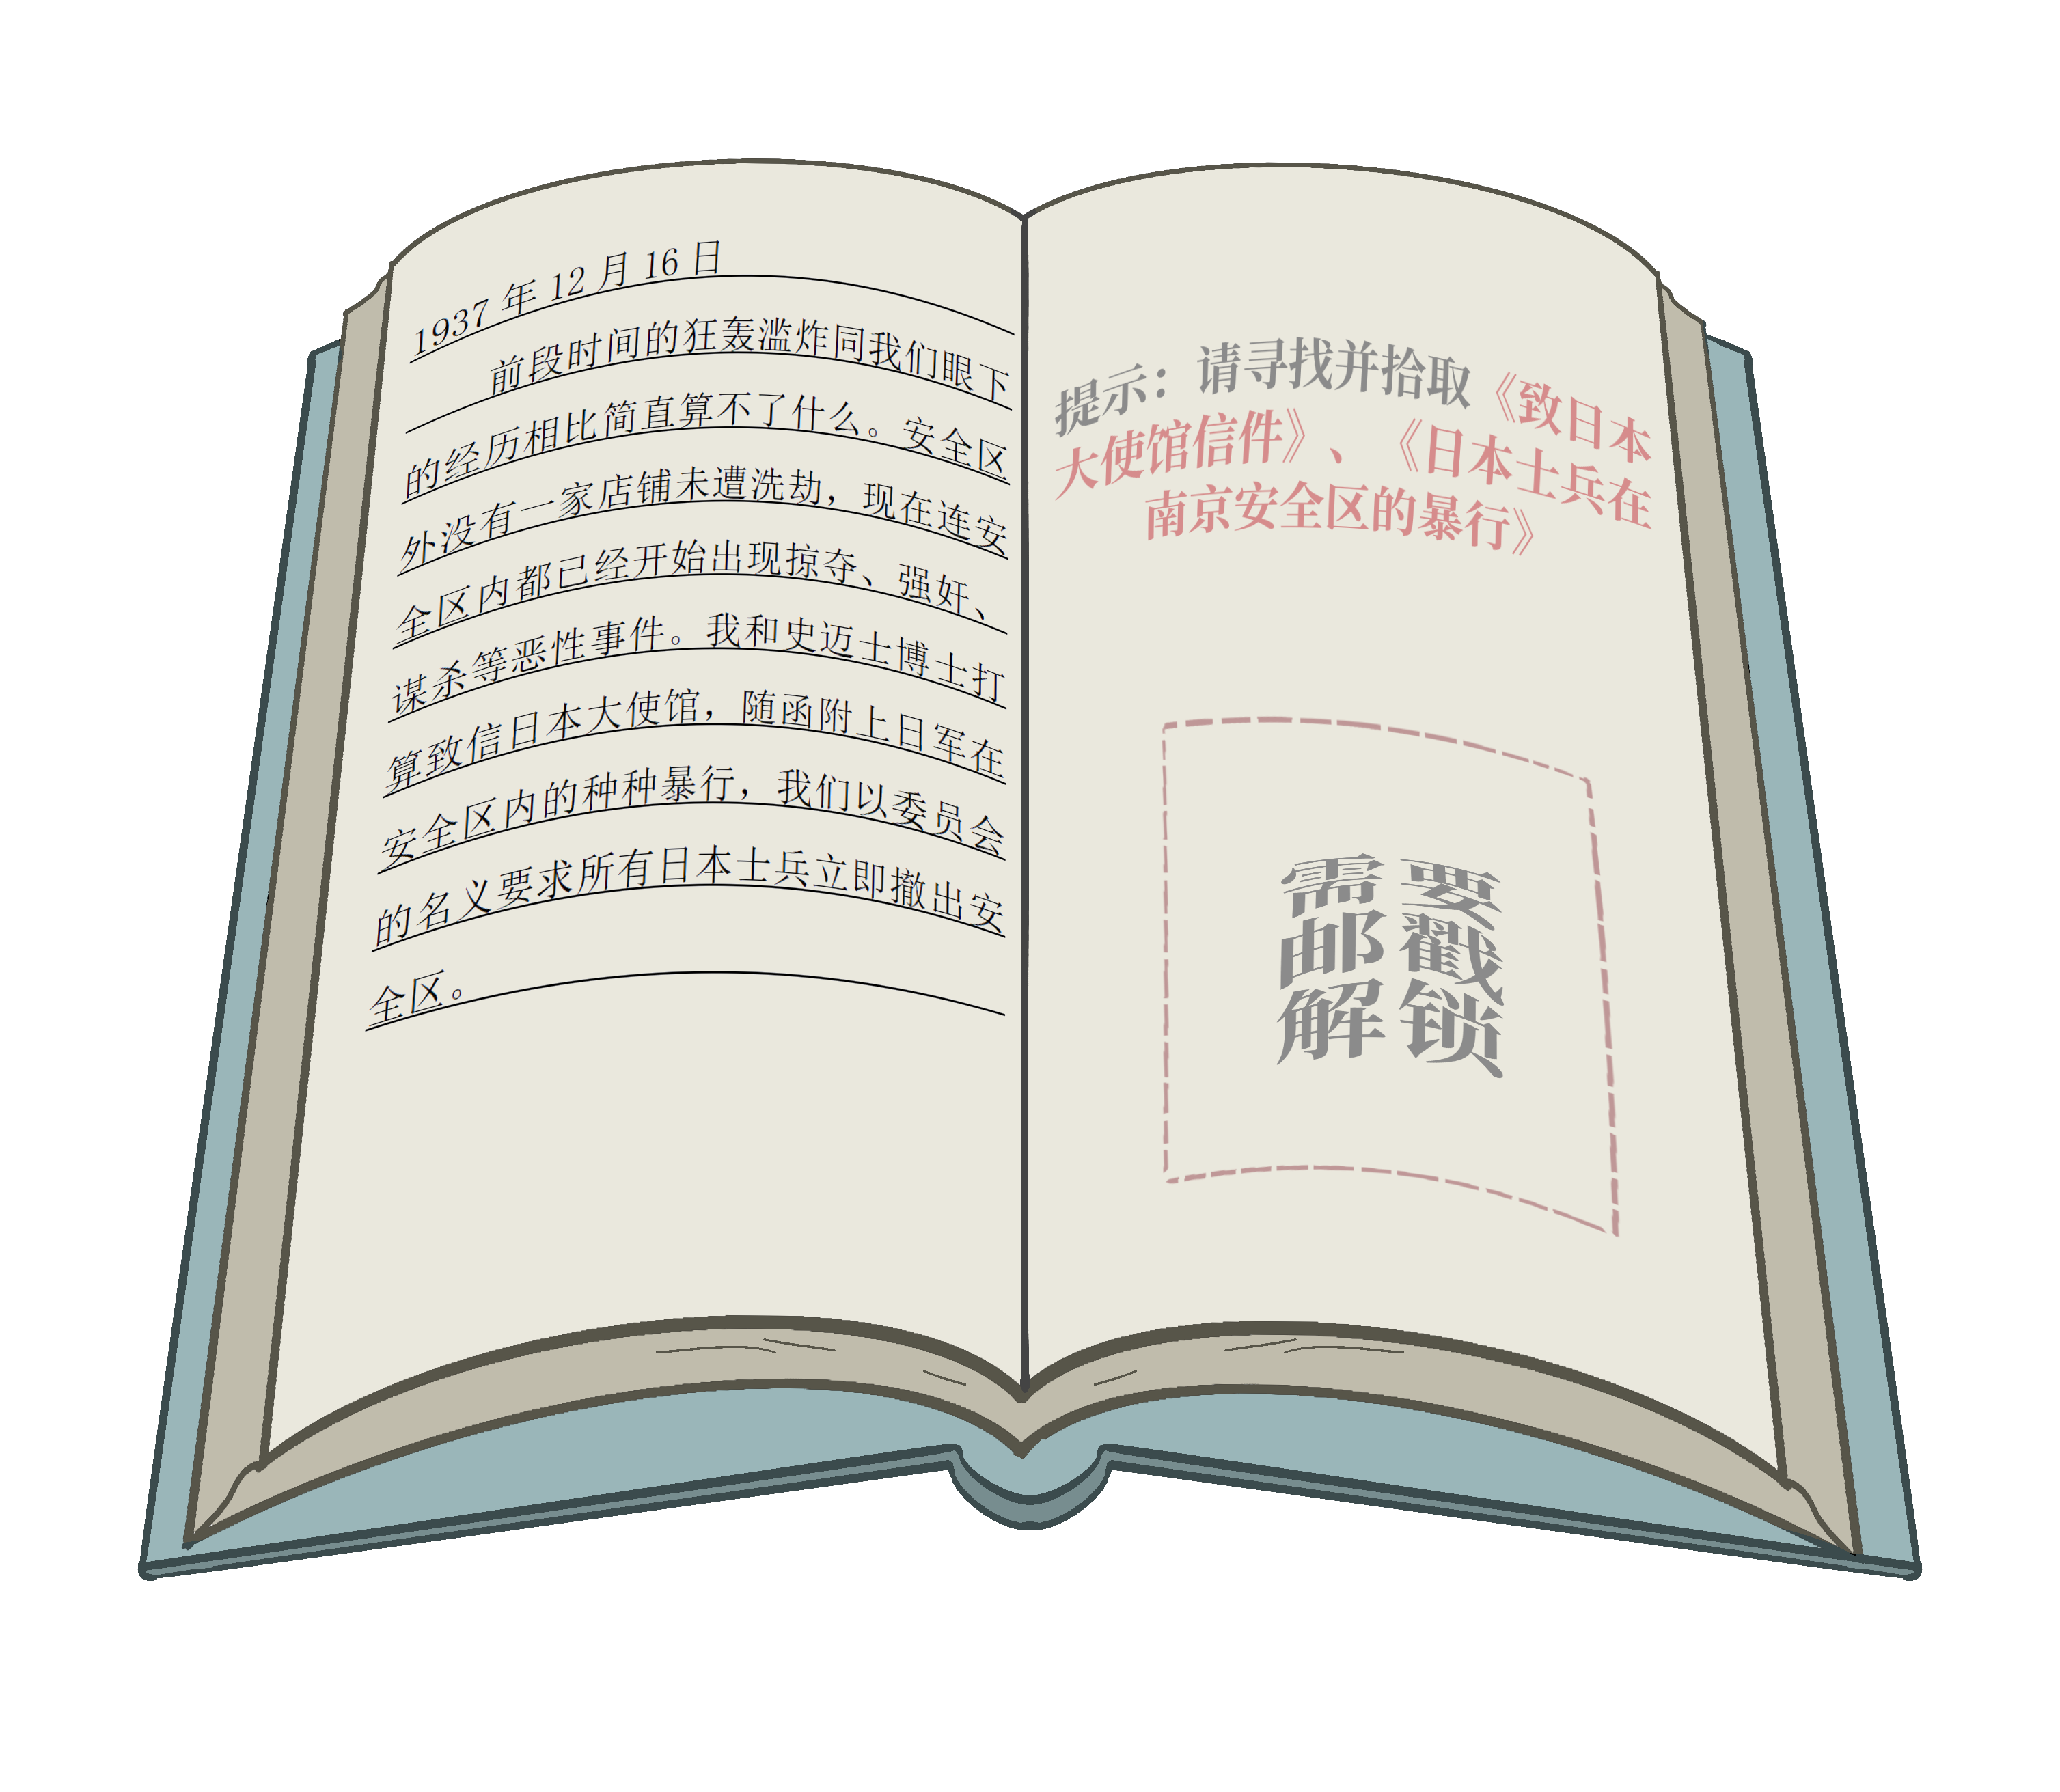 1937 年 12 月 16 日
前段时间的狂轰滥炸同我们眼下
的经历相比简直算不了什么。安全区
外没有一家店铺未遭洗劫，现在连安
全区内都已经开始出现掠夺、强奸、
谋杀等恶性事件。我和史迈士博士打
算致信日本大使馆，随函附上日军在
安全区内的种种暴行，我们以委员会
的名义要求所有日本士兵立即撤出安
全区。
提示：请寻找并拾取《致日本
大使馆信件》、《日本士兵在
南京安全区的暴行》
需要
邮戳
解锁